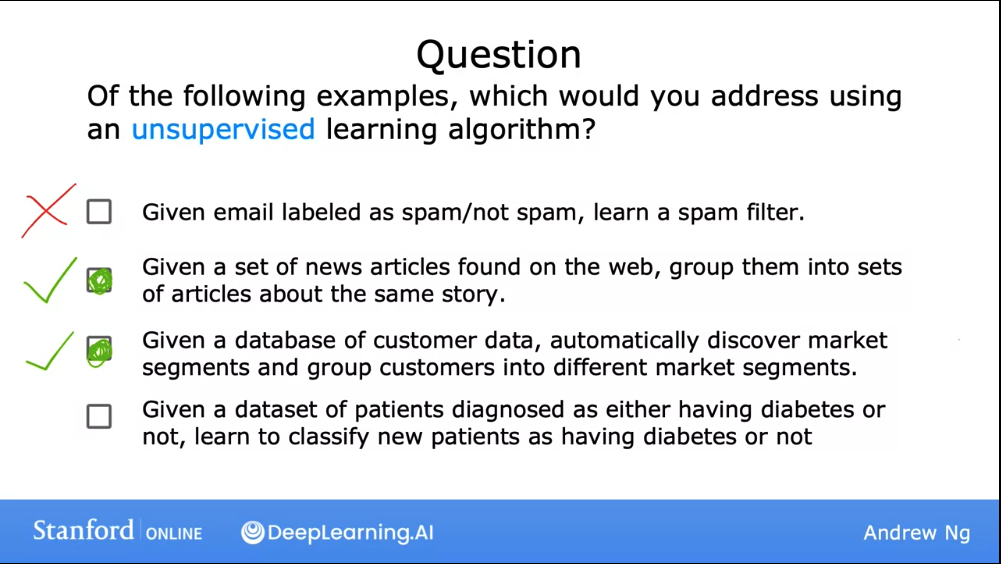 Question
Of the following examples, which would you address using
an unsupervised learning algorithm?
Given email labeled as spam/not spam, learn a spam filter.
Given a set of news articles found on the web, group them into sets
of articles about the same story.
Given a database of customer data, automatically discover market
segments and group customers into different market segments.
Given a dataset of patients diagnosed as either having diabetes or
not, learn to classify new patients as having diabetes or not
Stanford ONLINE DeepLearning.AI Andrew Ng